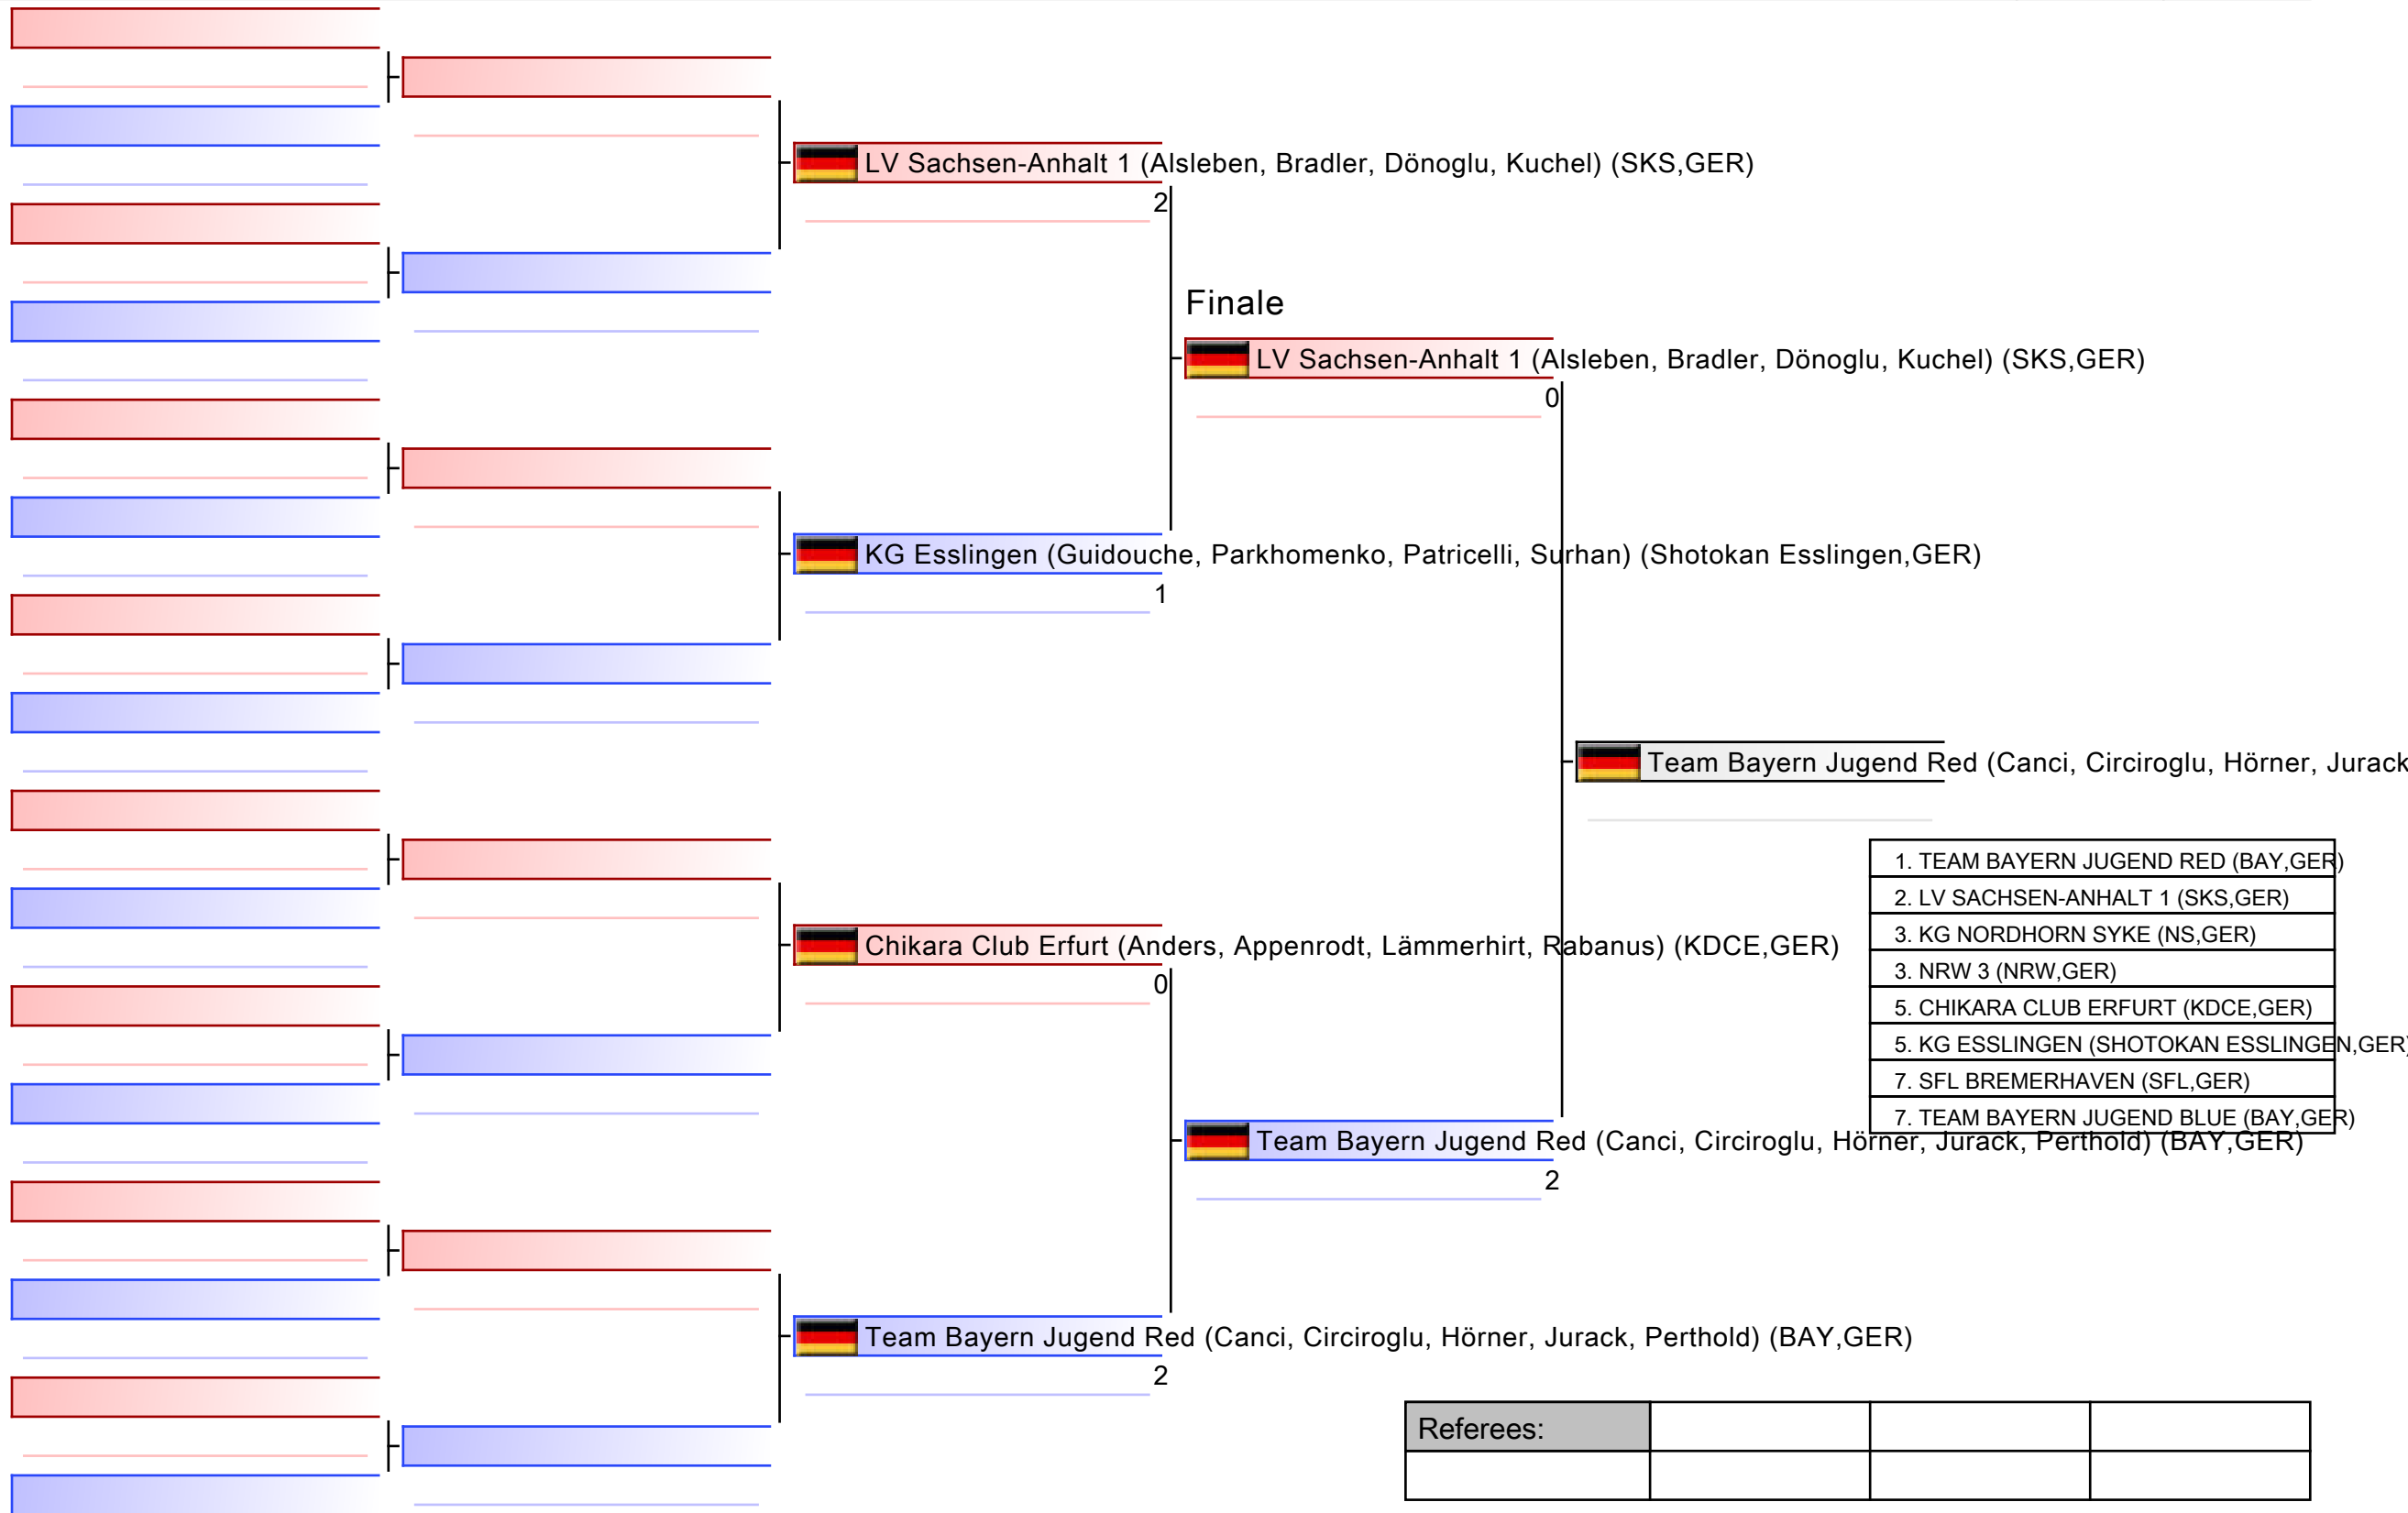 LV Sachsen-Anhalt 1 (Alsleben, Bradler, Dönoglu, Kuchel) (SKS,GER)
2
Finale
LV Sachsen-Anhalt 1 (Alsleben, Bradler, Dönoglu, Kuchel) (SKS,GER)
0
KG Esslingen (Guidouche, Parkhomenko, Patricelli, Surhan) (Shotokan Esslingen,GER)
1
Team Bayern Jugend Red (Canci, Circiroglu, Hörner, Jurack
1. TEAM BAYERN JUGEND RED (BAY,GER)
2. LV SACHSEN-ANHALT 1 (SKS,GER)
3. KG NORDHORN SYKE (NS,GER)
3. NRW 3 (NRW,GER)
5. CHIKARA CLUB ERFURT (KDCE,GER)
5. KG ESSLINGEN (SHOTOKAN ESSLINGEN,GER)
7. SFL BREMERHAVEN (SFL,GER)
7. TEAM BAYERN JUGEND BLUE (BAY,GER)
Chikara Club Erfurt (Anders, Appenrodt, Lämmerhirt, Rabanus) (KDCE,GER)
0
Team Bayern Jugend Red (Canci, Circiroglu, Hörner, Jurack, Perthold) (BAY,GER)
2
Team Bayern Jugend Red (Canci, Circiroglu, Hörner, Jurack, Perthold) (BAY,GER)
2
Referees: